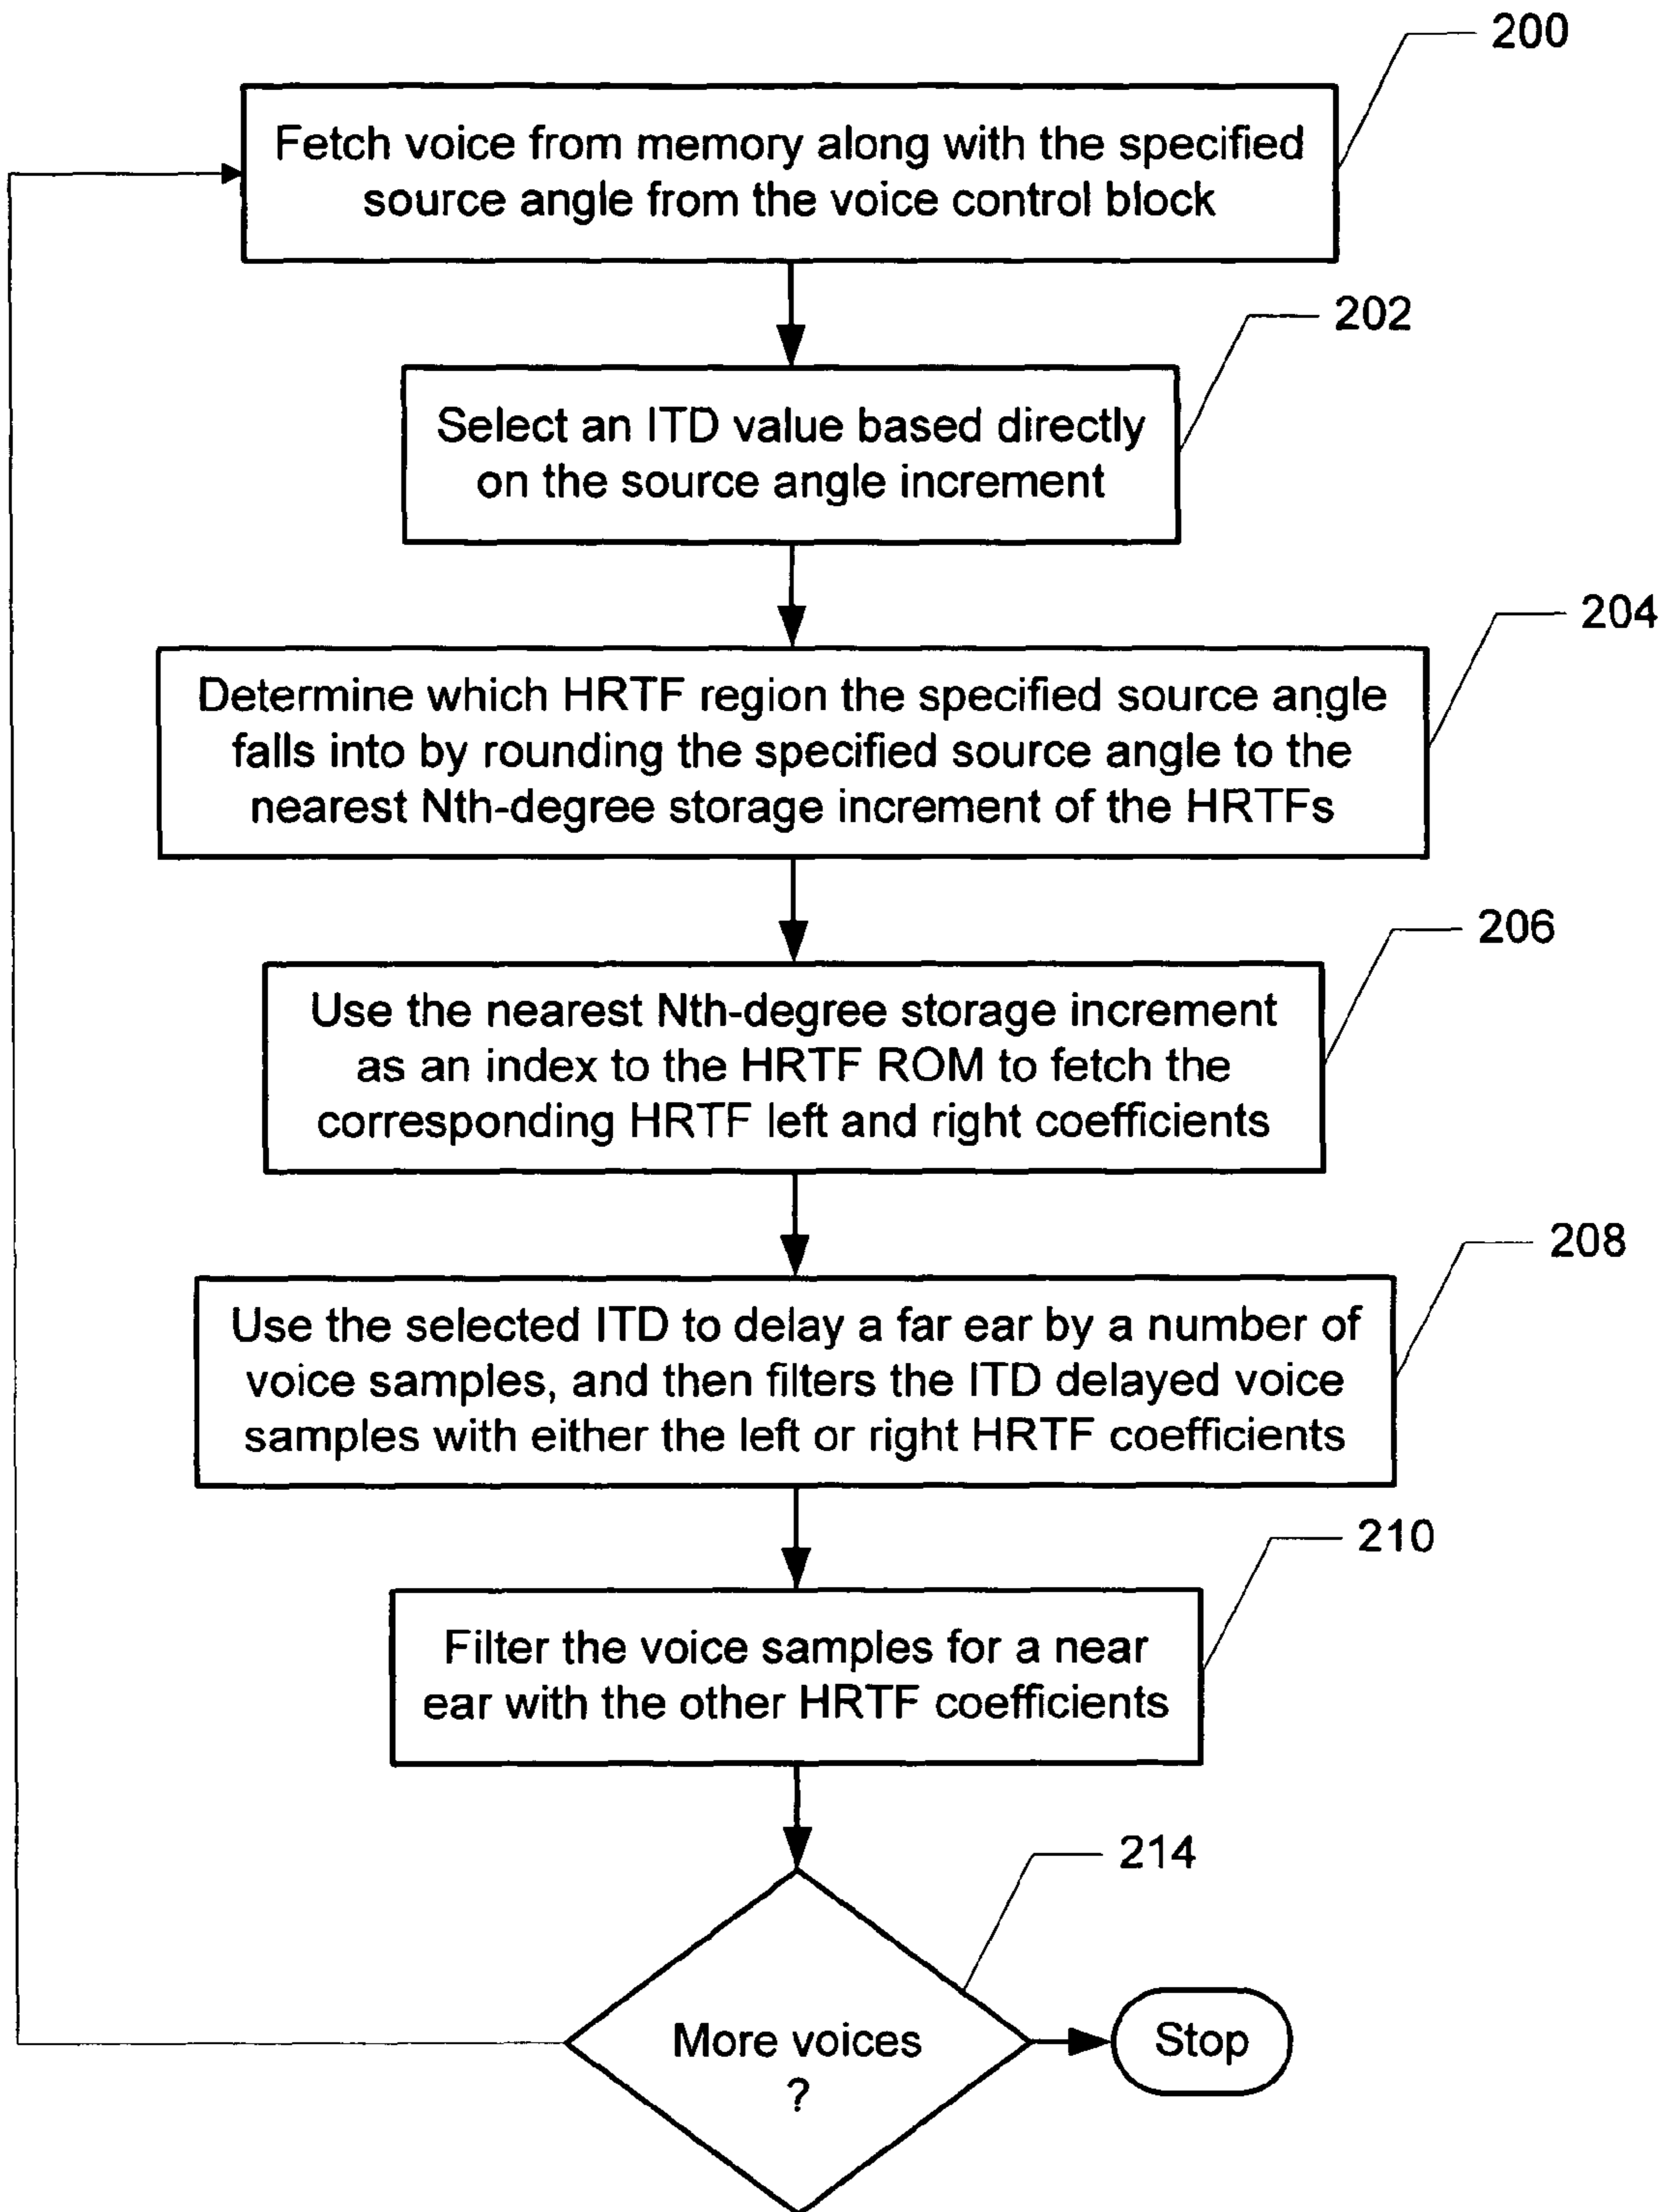 200
Fetch voice from memory along with the specified
source angle from the voice control block
202
Select an ITD value based directly
on the source angle increment
204
Determine which HRTF region the specified source angle
falls into by rounding the specified source angle to the
nearest Nth-degree storage increment of the HRTFs
206
Use the nearest Nth-degree storage increment
as an index to the HRTF ROM to fetch the
corresponding HRTF left and right coefficients
208
Use the selected ITD to delay a far ear by a number of
voice samples, and then filters the ITD delayed voice
samples with either the left or right HRTF coefficients
210
Filter the voice samples for a near
ear with the other HRTF coefficients
214
More voices
?
Stop